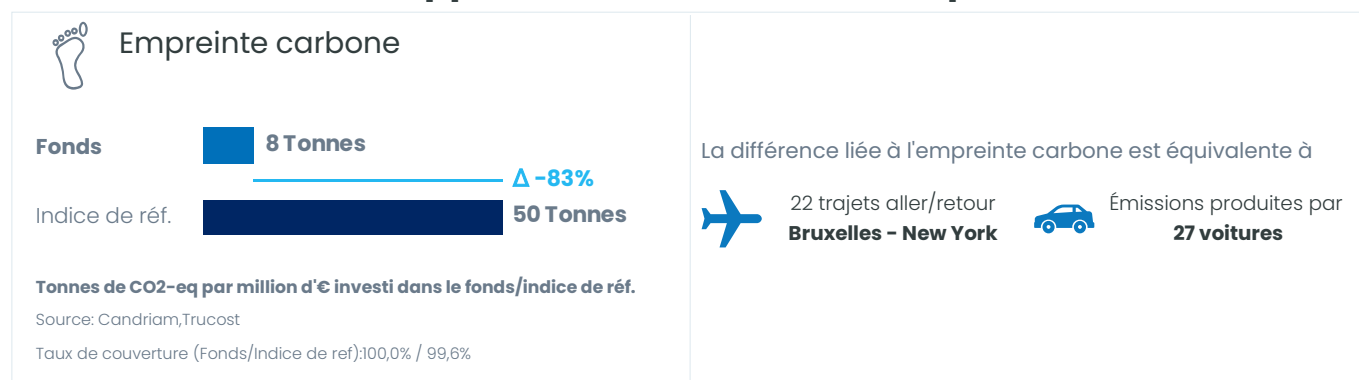 Empreinte carbone
Fonds
8 Tonnes
Δ -83%
Indice de réf.
50 Tonnes
Tonnes de CO2-eq par million d'€ investi dans le fonds/indice de réf.
Source: Candriam,Trucost
Taux de couverture (Fonds/Indice de ref):100,0% / 99,6%
La différence liée à l'empreinte carbone est équivalente à
22 trajets aller/retour
Bruxelles - New York
Émissions produites par
27 voitures